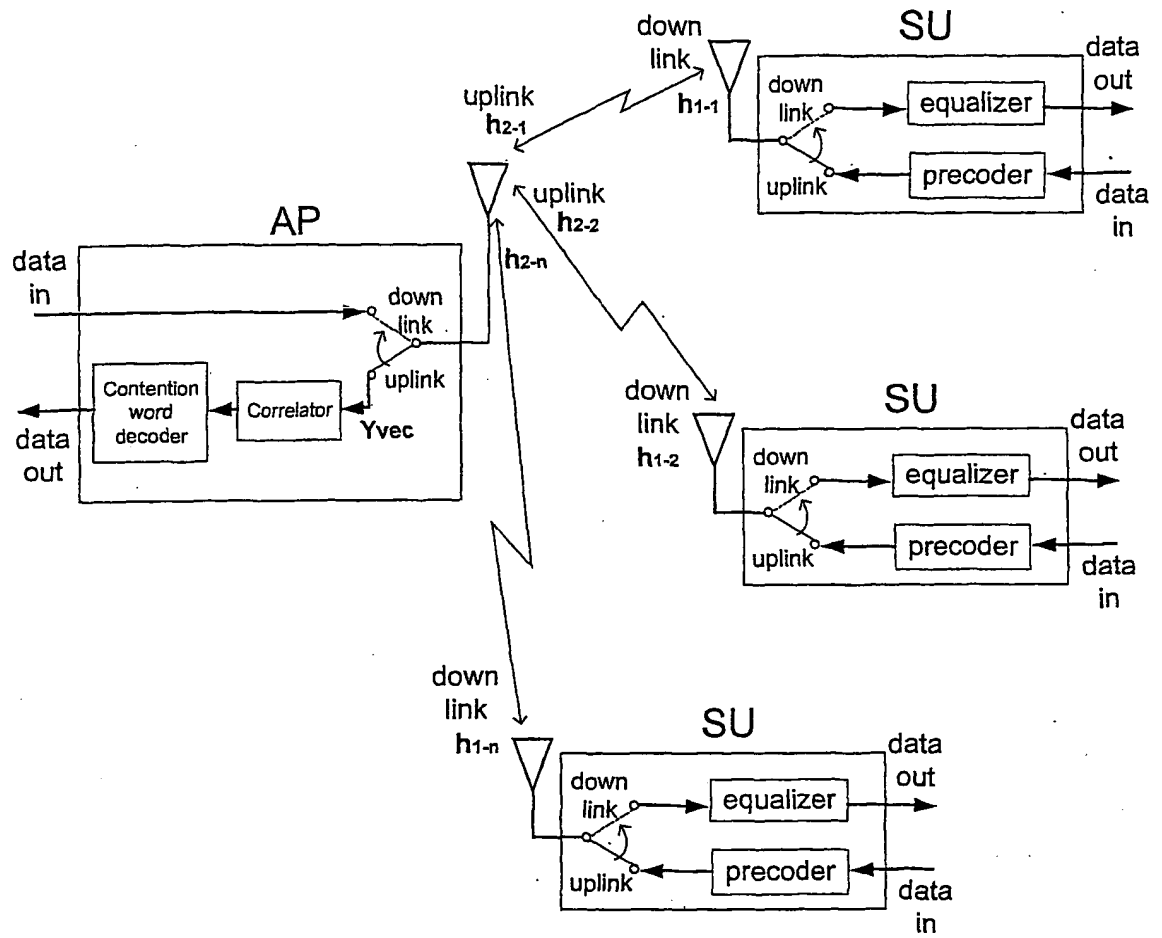 SU
down
link
h1-1
data
out
down
link
equalizer
uplink
precoder
data
in
uplink
h2-1
uplink
h2-2
h2-n
AP
data
in
down
link
uplink
Contention
word
decoder
Correlator
Yvec
data
out
SU
down
link
h1-2
data
out
down
link
equalizer
uplink
precoder
data
in
SU
down
link
h1-n
data
out
down
link
equalizer
uplink
precoder
data
in